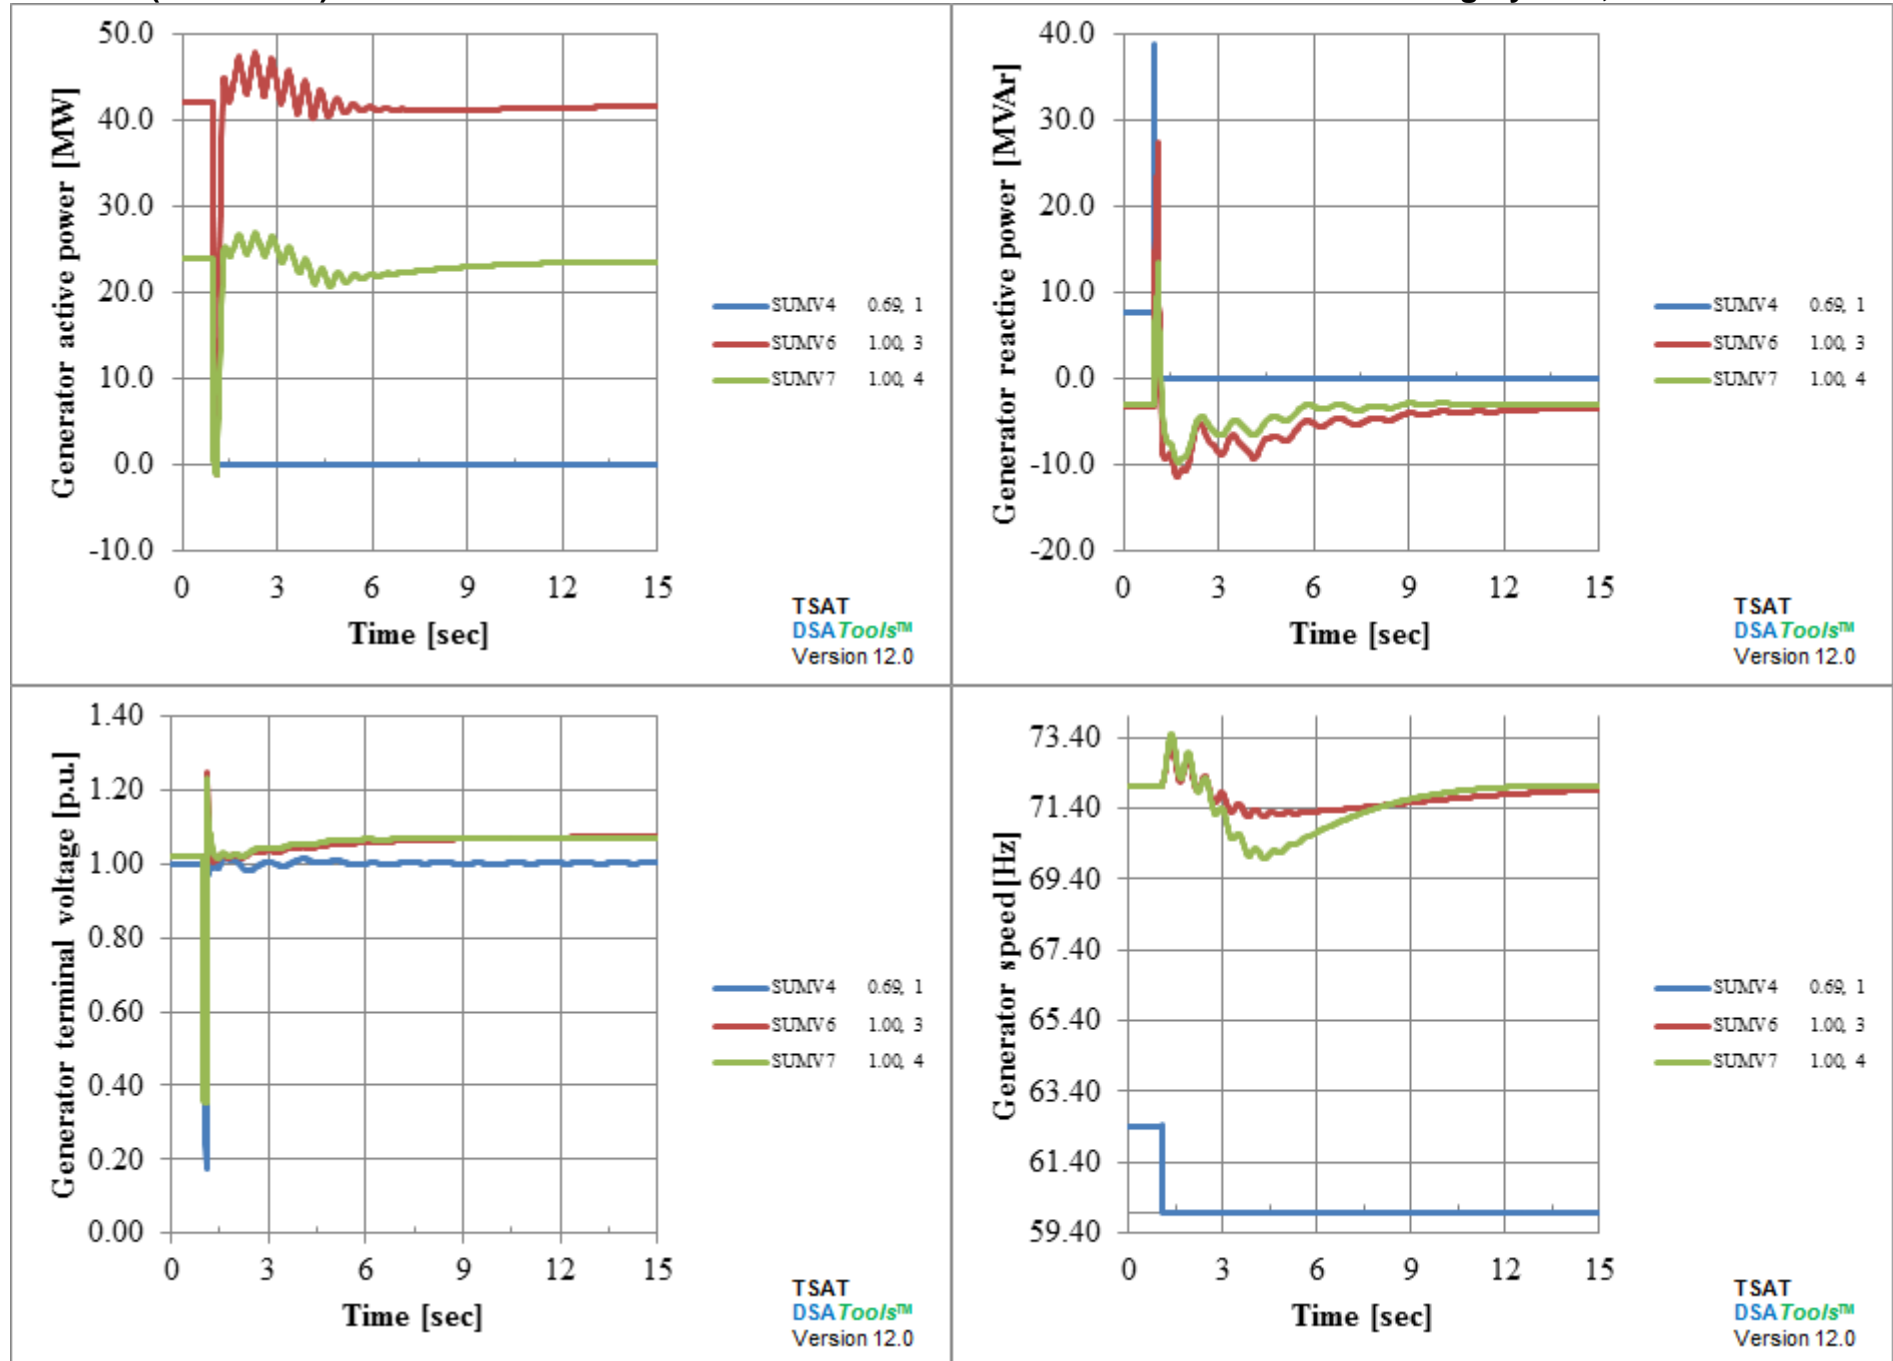 Generator active power [MW]
50.0
40.0
30.0
20.0
10.0
0.0
-10.0
0 3 6 9 12 15
Time [sec]
SUMV4 0.69, 1
SUMV6 1.00, 3
SUMV7 1.00, 4
TSAT
DSATools™
Version 12.0
Generator reactive power [MVAr]
40.0
30.0
20.0
10.0
0.0
-10.0
-20.0
0 3 6 9 12 15
Time [sec]
SUMV4 0.69, 1
SUMV6 1.00, 3
SUMV7 1.00, 4
TSAT
DSATools™
Version 12.0
Generator terminal voltage [p.u.]
1.40
1.20
1.00
0.80
0.60
0.40
0.20
0.00
0 3 6 9 12 15
Time [sec]
SUMV4 0.69, 1
SUMV6 1.00, 3
SUMV7 1.00, 4
TSAT
DSATools™
Version 12.0
Generator speed[Hz]
73.40
71.40
69.40
67.40
65.40
63.40
61.40
59.40
0 3 6 9 12 15
Time [sec]
SUMV4 0.69, 1
SUMV6 1.00, 3
SUMV7 1.00, 4
TSAT
DSATools™
Version 12.0